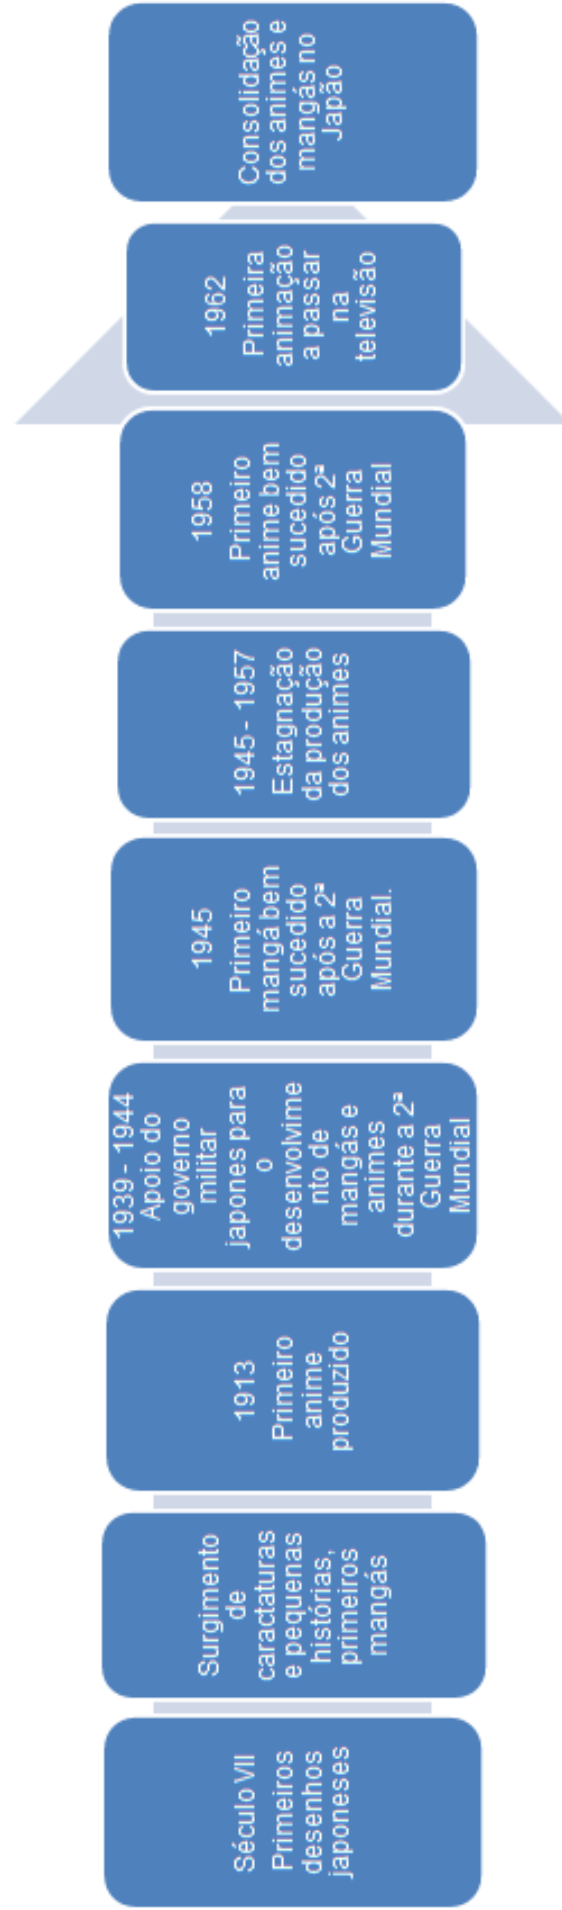 Século VII
Primeiros
desenhos
japoneses
Surgimento
de
caractaturas
e pequenas
histórias,
primeiros
mangás
1913
Primeiro
anime
produzido
1939 - 1944
Apoio do
governo
militar
japones para
o
desenvolvime
nto de
mangás e
animes
durante a 2ª
Guerra
Mundial
1945
Primeiro
mangá bem
sucedido
após a 2ª
Guerra
Mundial.
1945 - 1957
Estagnação
da produção
dos animes
1958
Primeiro
anime bem
sucedido
após 2ª
Guerra
Mundial
1962
Primeira
animação
a passar
na
televisão
Consolidação
dos animes e
mangás no
Japão